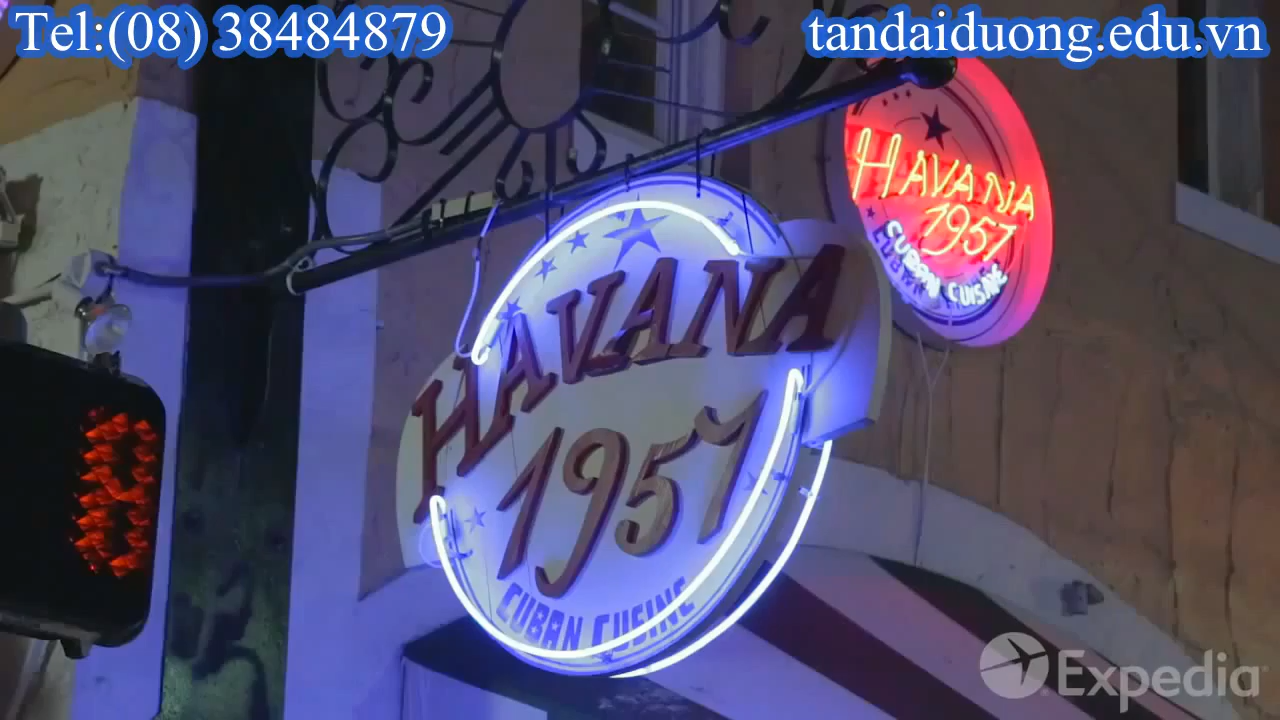 Tel:(08) 38484879
tandaiduong.edu.vn
HAVANA
1957
CUBAN CUISINE
HAVANA
1957
CUBAN CUISINE
Expedia